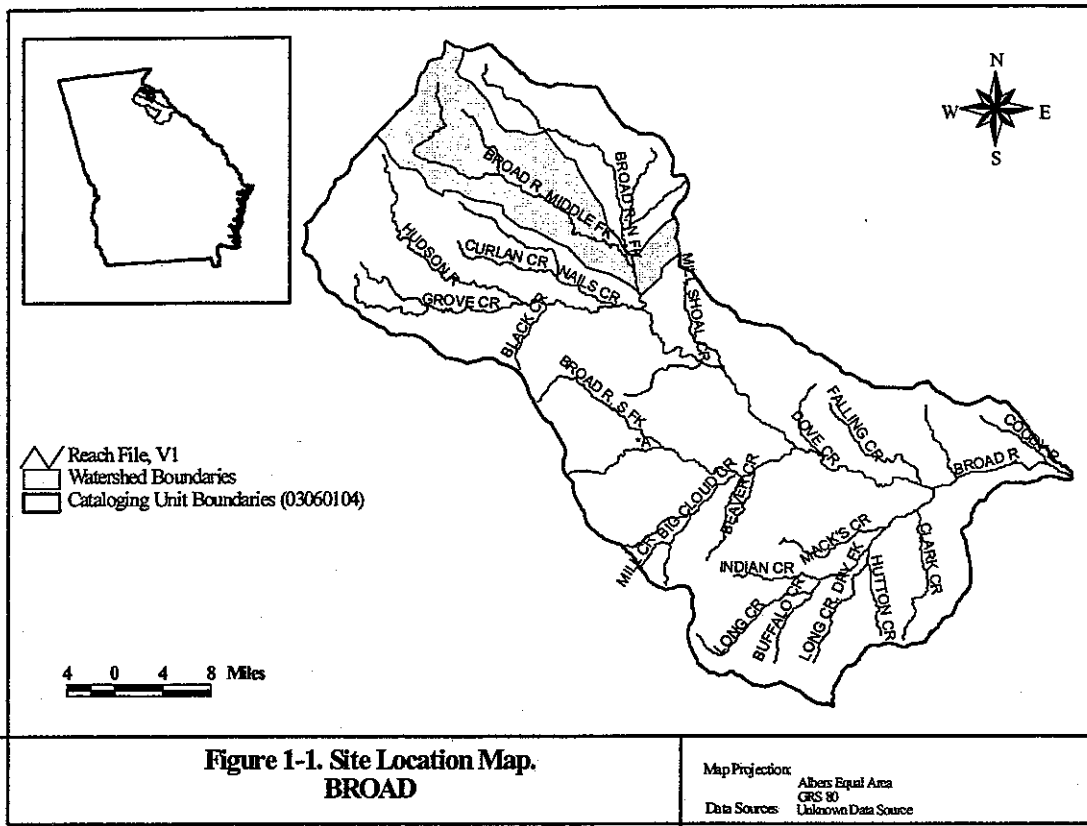 N
W E
S
BROAD R. N FK
BROAD R. MIDDLE FK
HUDSON R
CURLAN CR
NAILS CR
GROVE CR
BLACK CR
SHOAL CR
BROAD R. S. FK
DOVE CR
FALLING CR
BROAD R
BIG CLOUD CR
MILL CR
BEAVER CR
MACK'S CR
INDIAN CR
LONG CR
BUFFALO CR
LONG CR, DRY FK
HUTTON CR
CLARK CR
Reach File, V1
Watershed Boundaries
Cataloging Unit Boundaries (03060104)
4 0 4 8 Miles
Figure 1-1. Site Location Map.
BROAD
Map Projection:
Albers Equal Area
GRS 80
Data Sources Unknown Data Source